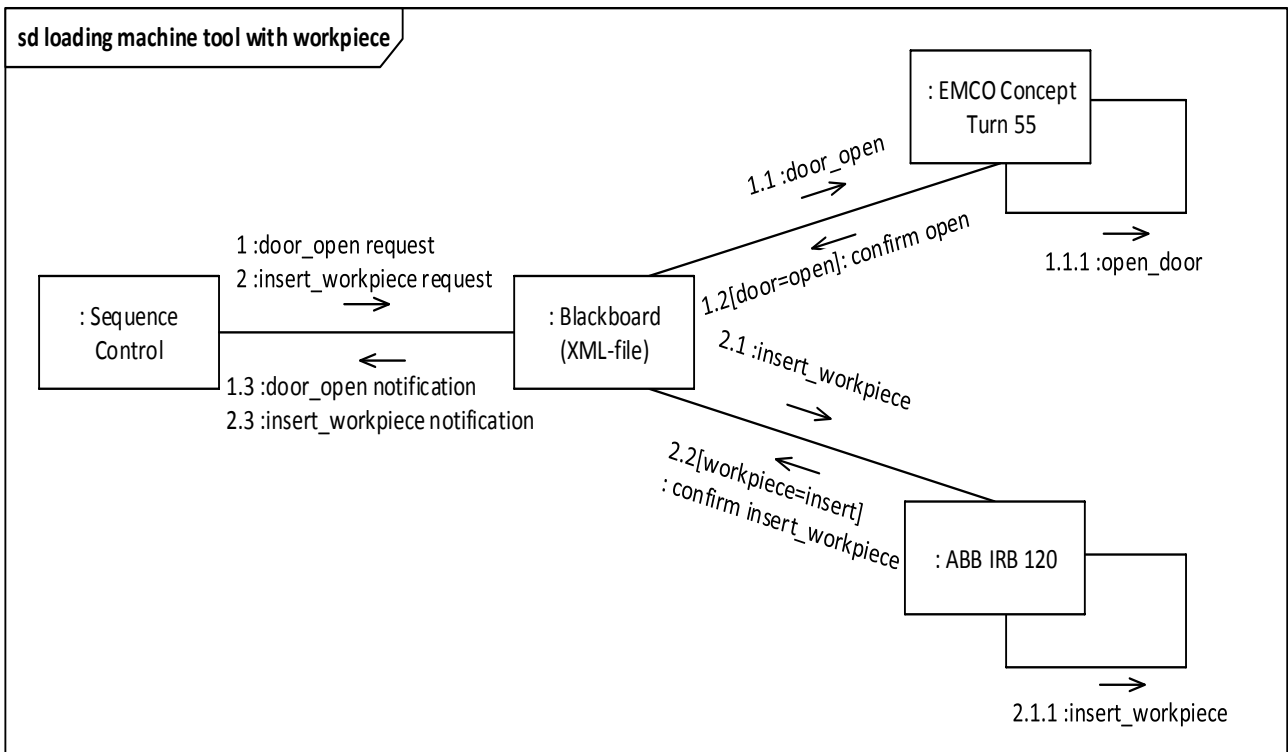 sd loading machine tool with workpiece
: EMCO Concept
Turn 55
1.1 :door_open
1.2[door=open]: confirm open
1.1.1 :open_door
1 :door_open request
2 :insert_workpiece request
: Sequence
Control
: Blackboard
(XML-file)
1.3 :door_open notification
2.3 :insert_workpiece notification
2.1 :insert_workpiece
2.2[workpiece=insert]
: confirm insert_workpiece
: ABB IRB 120
2.1.1 :insert_workpiece